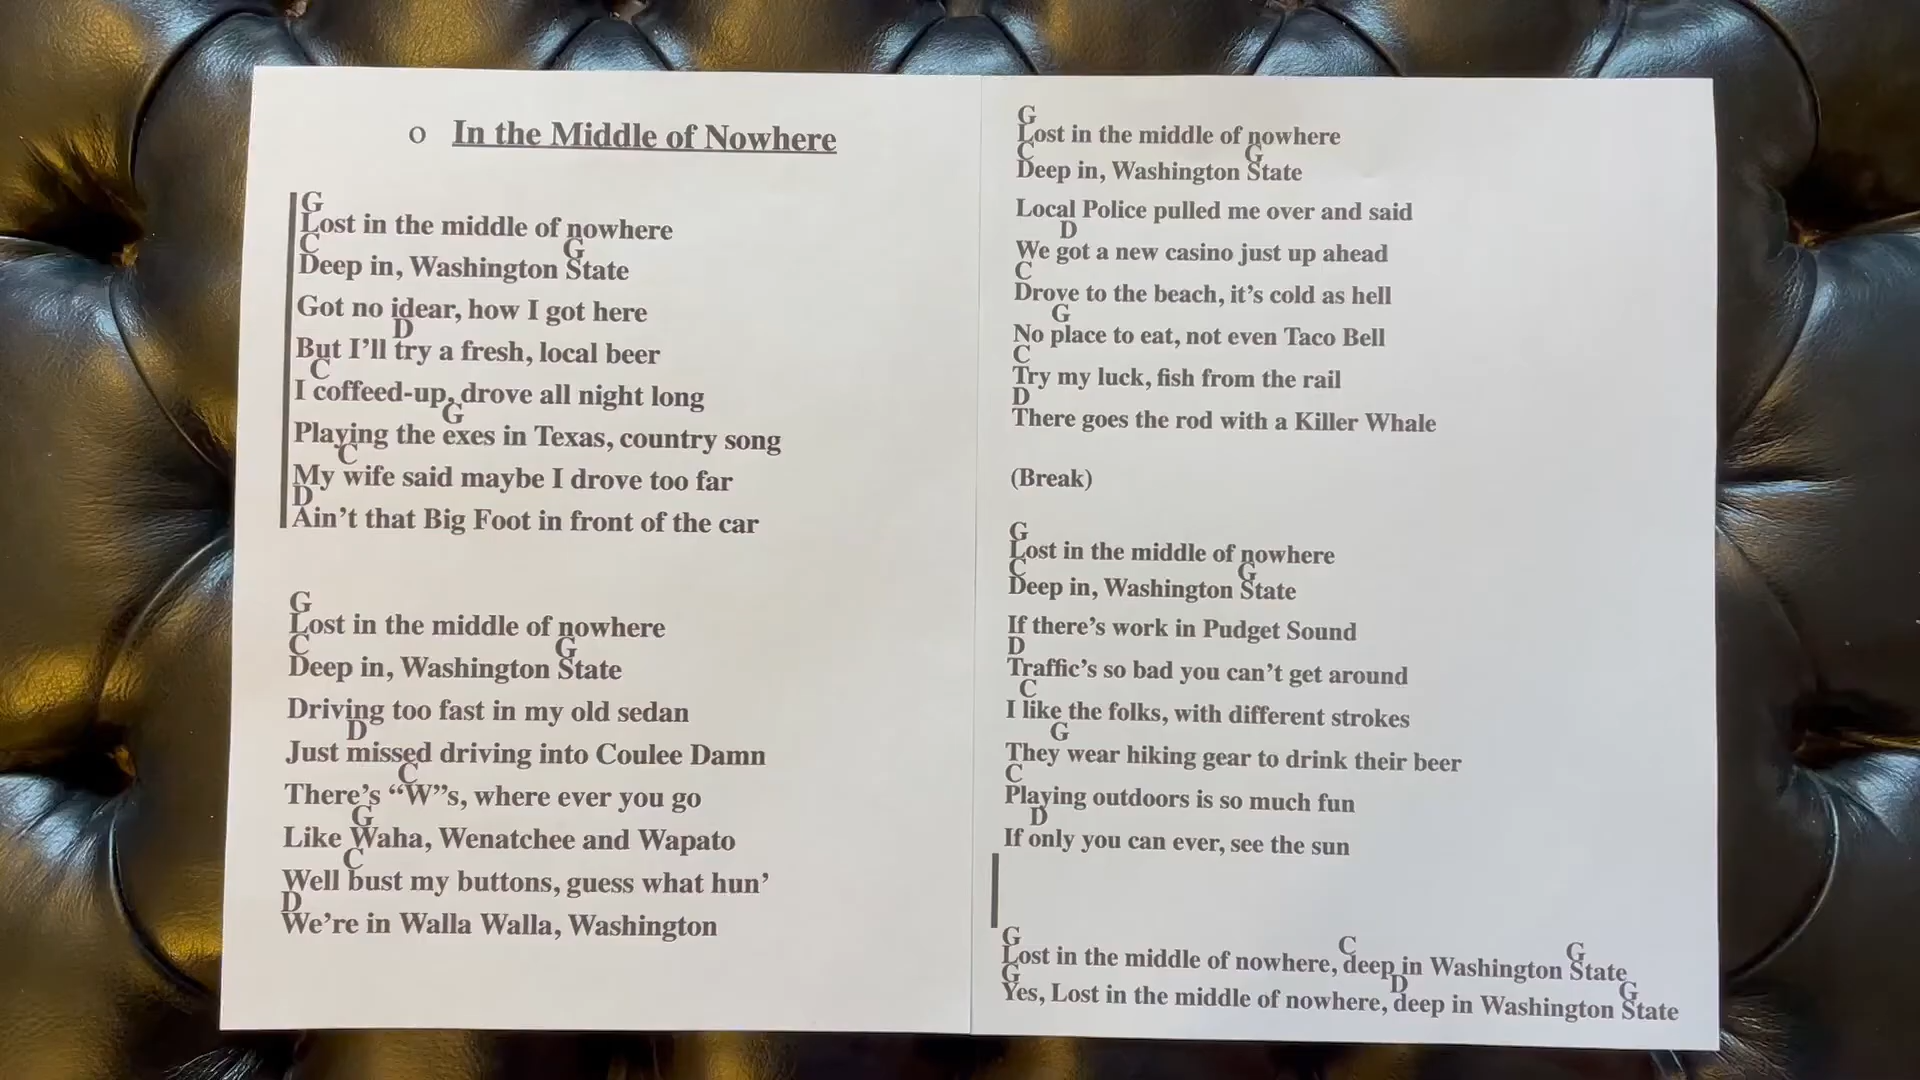 o In the Middle of Nowhere
G
Lost in the middle of nowhere
C G
Deep in, Washington State
Got no idear, how I got here
D
But I'll try a fresh, local beer
C
I coffeed-up, drove all night long
G
Playing the exes in Texas, country song
C
My wife said maybe I drove too far
D
Ain't that Big Foot in front of the car
G
Lost in the middle of nowhere
C G
Deep in, Washington State
Driving too fast in my old sedan
D
Just missed driving into Coulee Damn
C
There's “W”s, where ever you go
G
Like Waha, Wenatchee and Wapato
C
Well bust my buttons, guess what hun'
D
We're in Walla Walla, Washington
G
Lost in the middle of nowhere
C G
Deep in, Washington State
Local Police pulled me over and said
D
We got a new casino just up ahead
C
Drove to the beach, it's cold as hell
G
No place to eat, not even Taco Bell
C
Try my luck, fish from the rail
D
There goes the rod with a Killer Whale
(Break)
G
Lost in the middle of nowhere
C G
Deep in, Washington State
If there's work in Pudget Sound
D
Traffic's so bad you can't get around
C
I like the folks, with different strokes
G
They wear hiking gear to drink their beer
C
Playing outdoors is so much fun
D
If only you can ever, see the sun
G C G
Lost in the middle of nowhere, deep in Washington State
G D G
Yes, Lost in the middle of nowhere, deep in Washington State